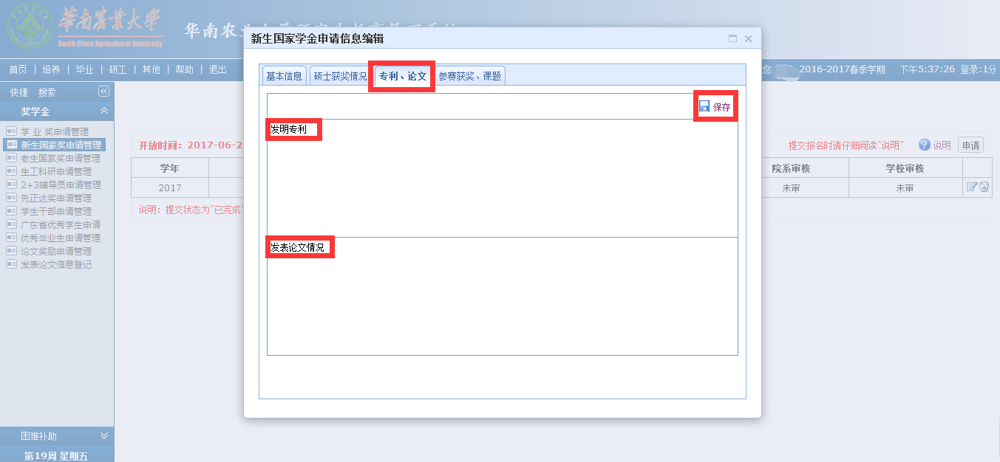 华南农业大学
South China Agricultural University
华南农业大学研究生教育管理系统
首页 | 培养 | 毕业 | 研工 | 其他 | 帮助 | 退出
您
2016-2017春季学期 下午5:37:26 登录:1分
快捷 搜索
奖学金
学 业 奖申请管理
新生国家奖申请管理
老生国家奖申请管理
生工科研申请管理
2+3辅导员申请管理
先正达奖申请管理
学生干部申请管理
广东省优秀学生申请
优秀毕业生申请管理
论文奖励申请管理
发表论文信息登记
困难补助
第19周 星期五
开放时间：2017-06-2
提交报名时请仔细阅读“说明” 说明 申请
学年 院系审核 学校审核
2017 未审 未审
说明：提交状态为“已完成
新生国家学金申请信息编辑
基本信息 硕士获奖情况 专利、论文 参赛获奖、课题
保存
发明专利
发表论文情况